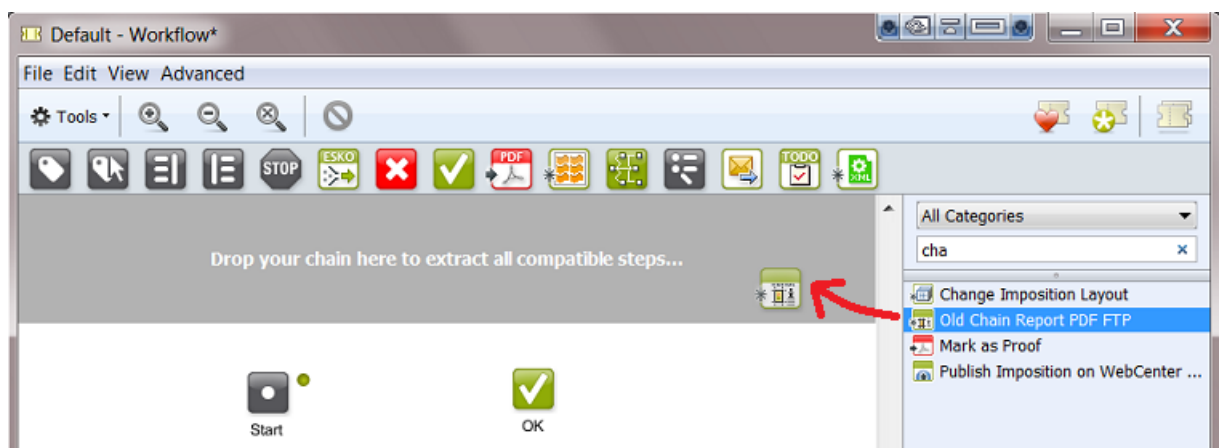 Default - Workflow*
X
File Edit View Advanced
Tools
STOP
ESKO
PDF
TODO
XML
Drop your chain here to extract all compatible steps...
All Categories
cha
Change Imposition Layout
Old Chain Report PDF FTP
Mark as Proof
Publish Imposition on WebCenter ...
Start
OK